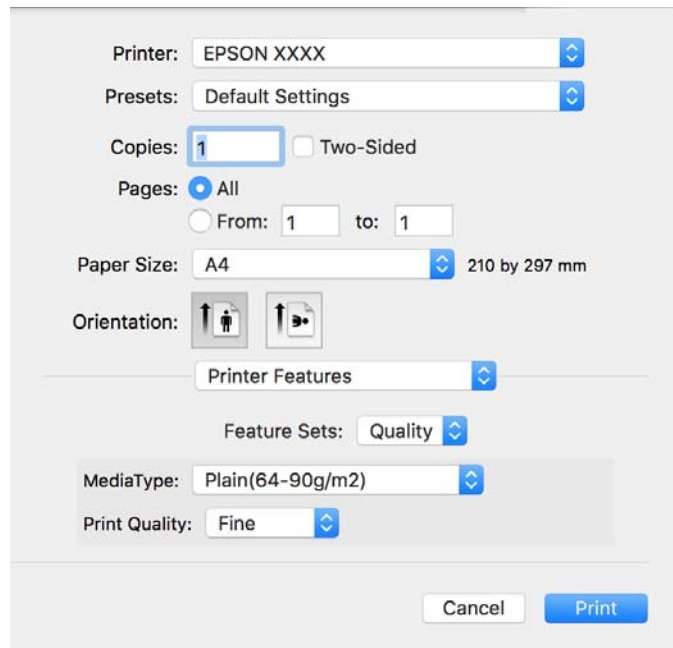 Printer: EPSON XXXX
Presets: Default Settings
Copies: 1 Two-Sided
Pages: All
From: 1 to: 1
Paper Size: A4 210 by 297 mm
Orientation:
Printer Features
Feature Sets: Quality
MediaType: Plain(64-90g/m2)
Print Quality: Fine
Cancel Print